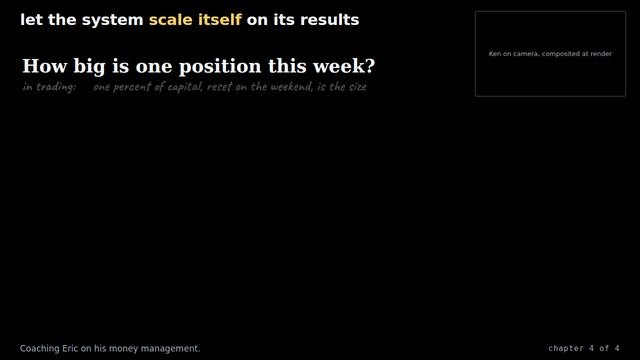 let the system scale itself on its results
Ken on camera, composited at render
How big is one position this week?
in trading: one percent of capital, reset on the weekend, is the size
Coaching Eric on his money management.
chapter 4 of 4